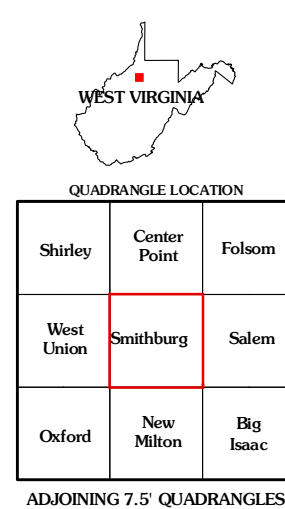 WEST VIRGINIA
QUADRANGLE LOCATION
Shirley
Center
Point
Folsom
West
Union
Smithburg
Salem
Oxford
New
Milton
Big
Isaac
ADJOINING 7.5' QUADRANGLES